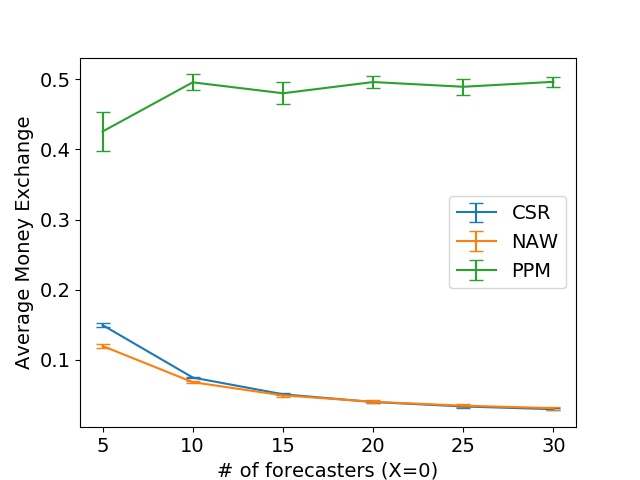 Average Money Exchange
0.5
0.4
0.3
0.2
0.1
CSR
NAW
PPM
5 10 15 20 25 30
# of forecasters (X=0)